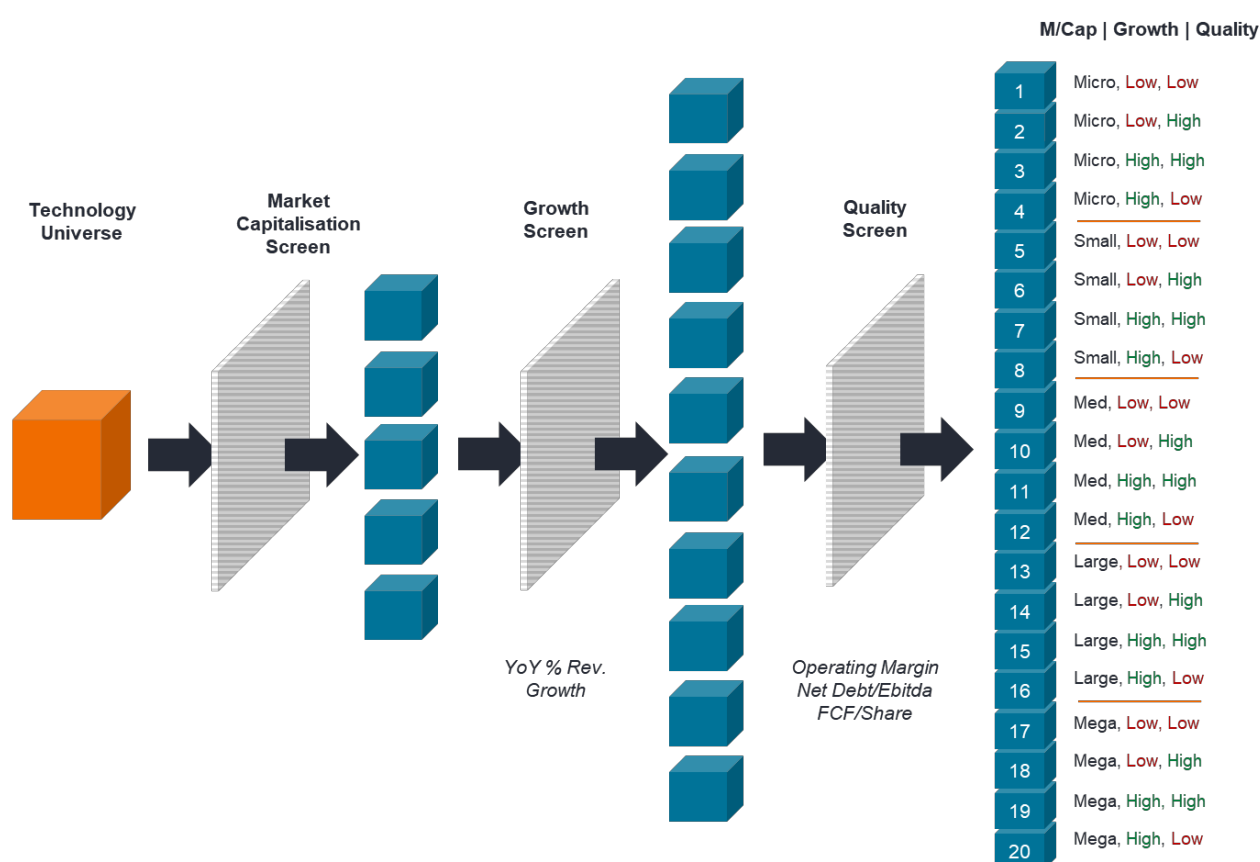 M/Cap | Growth | Quality
Technology
Universe
Market
Capitalisation
Screen
Growth
Screen
YoY % Rev.
Growth
Quality
Screen
Operating Margin
Net Debt/Ebitda
FCF/Share
1 Micro, Low, Low
2 Micro, Low, High
3 Micro, High, High
4 Micro, High, Low
5 Small, Low, Low
6 Small, Low, High
7 Small, High, High
8 Small, High, Low
9 Med, Low, Low
10 Med, Low, High
11 Med, High, High
12 Med, High, Low
13 Large, Low, Low
14 Large, Low, High
15 Large, High, High
16 Large, High, Low
17 Mega, Low, Low
18 Mega, Low, High
19 Mega, High, High
20 Mega, High, Low